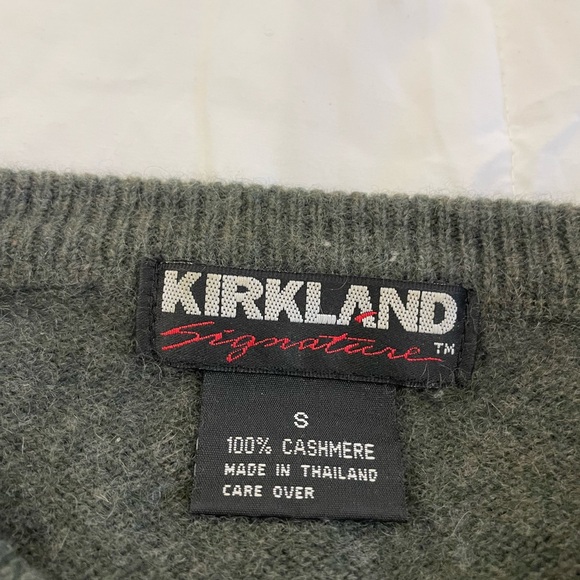 KIRKLAND
Signature™
S
100% CASHMERE
MADE IN THAILAND
CARE OVER